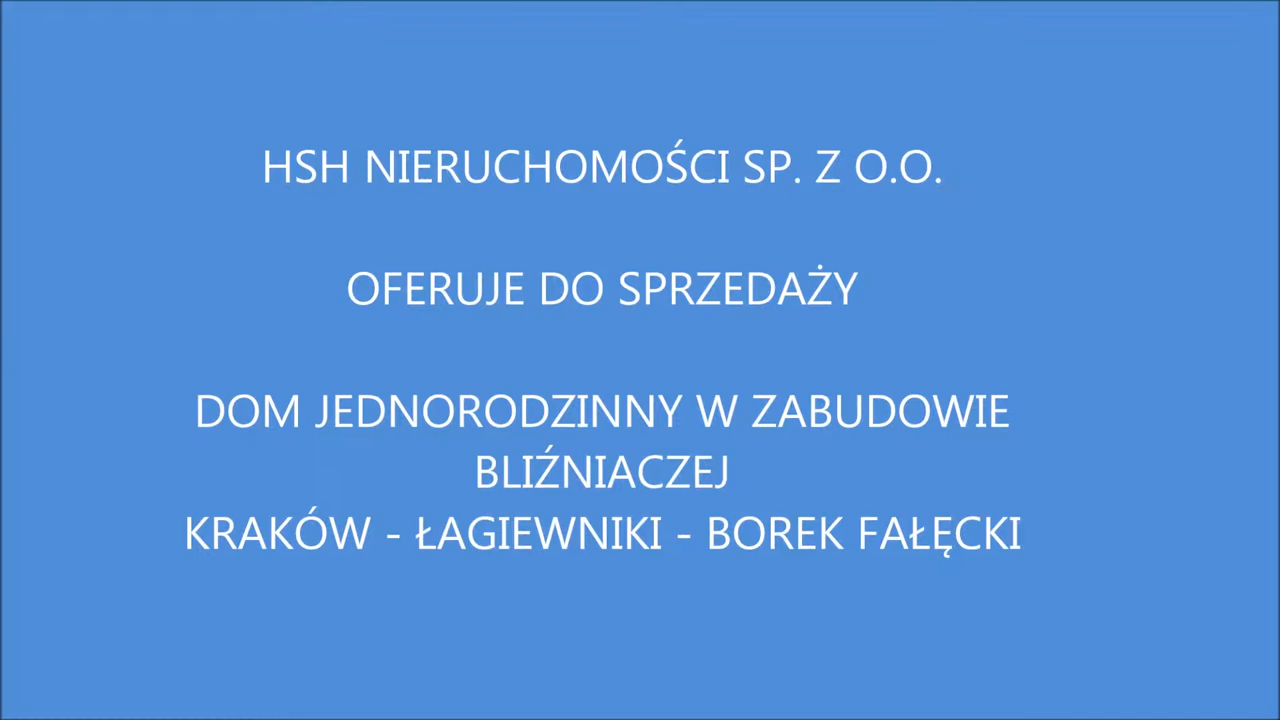 HSH NIERUCHOMOŚCI SP. Z O.O.
OFERUJE DO SPRZEDAŻY
DOM JEDNORODZINNY W ZABUDOWIE
BLIŹNIACZEJ
KRAKÓW - ŁAGIEWNIKI - BOREK FAŁĘCKI